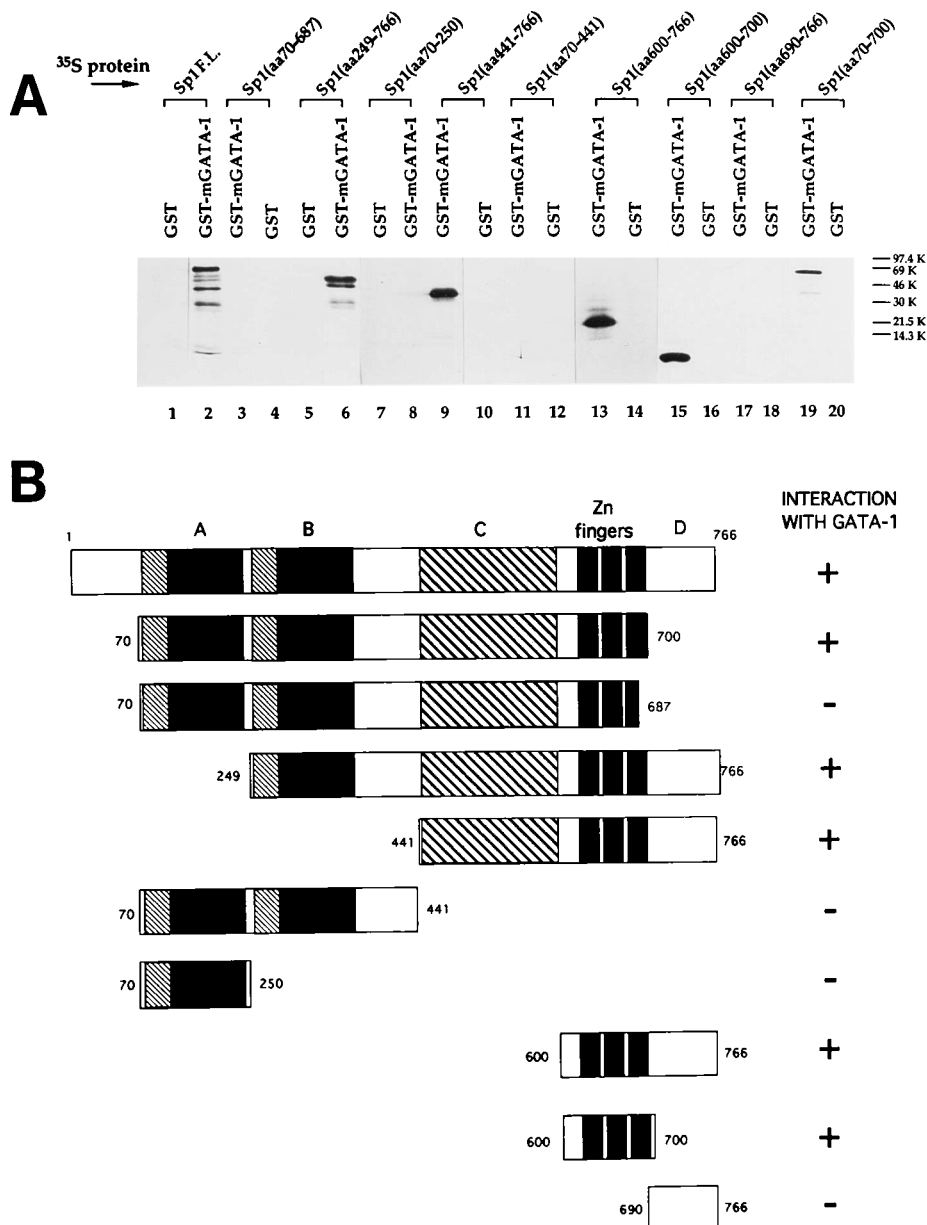 A
35S protein
Sp1 F.L.
Sp1(aa70-687)
Sp1(aa249-766)
Sp1(aa70-250)
Sp1(aa441-766)
Sp1(aa70-441)
Sp1(aa600-766)
Sp1(aa600-700)
Sp1(aa690-766)
Sp1(aa70-700)
GST
GST-mGATA-1
GST-mGATA-1
GST
GST
GST-mGATA-1
GST
GST-mGATA-1
GST-mGATA-1
GST
GST-mGATA-1
GST
GST-mGATA-1
GST
GST-mGATA-1
GST
GST-mGATA-1
GST
GST-mGATA-1
GST
97.4 K
69 K
46 K
30 K
21.5 K
14.3 K
1 2 3 4 5 6 7 8 9 10 11 12 13 14 15 16 17 18 19 20
B
INTERACTION
WITH GATA-1
1 A B C Zn
fingers D 766
+
70 700 +
70 687 -
249 766 +
441 766 +
70 441 -
70 250 -
600 766 +
600 700 +
690 766 -